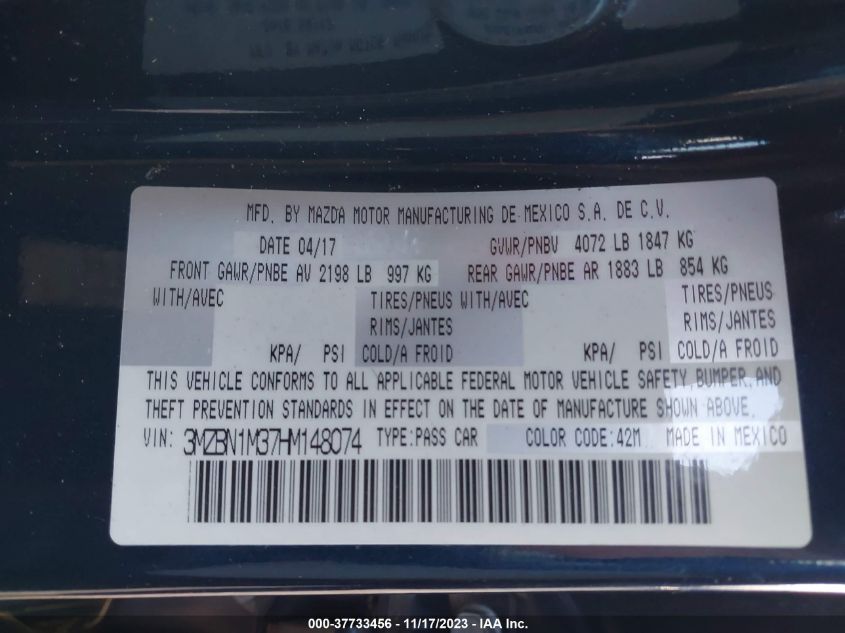 MFD. BY MAZDA MOTOR MANUFACTURING DE MEXICO S.A. DE C.V.
DATE 04/17 GVWR/PNBV 4072 LB 1847 KG
FRONT GAWR/PNBE AV 2198 LB 997 KG REAR GAWR/PNBE AR 1883 LB 854 KG
WITH/AVEC TIRES/PNEUS WITH/AVEC TIRES/PNEUS
RIMS/JANTES RIMS/JANTES
KPA/ PSI COLD/A FROID KPA/ PSI COLD/A FROID
THIS VEHICLE CONFORMS TO ALL APPLICABLE FEDERAL MOTOR VEHICLE SAFETY, BUMPER, AND
THEFT PREVENTION STANDARDS IN EFFECT ON THE DATE OF MANUFACTURE SHOWN ABOVE.
VIN: 3MZBN1M37HM148074 TYPE:PASS CAR COLOR CODE:42M MADE IN MEXICO
000-37733456 - 11/17/2023 - IAA Inc.